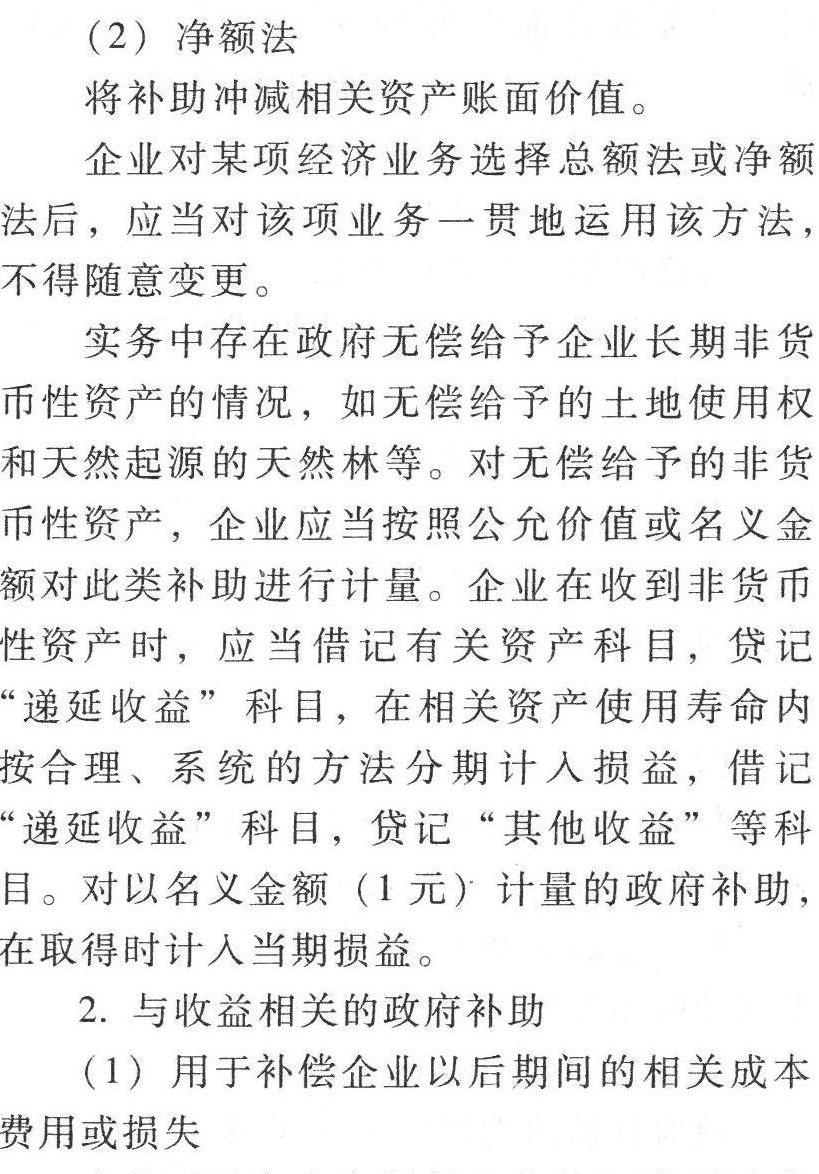 （2）净额法
将补助冲减相关资产账面价值。
企业对某项经济业务选择总额法或净额
法后，应当对该项业务一贯地运用该方法，
不得随意变更。
实务中存在政府无偿给予企业长期非货
币性资产的情况，如无偿给予的土地使用权
和天然起源的天然林等。对无偿给予的非货
币性资产，企业应当按照公允价值或名义金
额对此类补助进行计量。企业在收到非货币
性资产时，应当借记有关资产科目，贷记
“递延收益”科目，在相关资产使用寿命内
按合理、系统的方法分期计入损益，借记
“递延收益”科目，贷记“其他收益”等科
目。对以名义金额（1元）计量的政府补助，
在取得时计入当期损益。
2. 与收益相关的政府补助
（1）用于补偿企业以后期间的相关成本
费用或损失